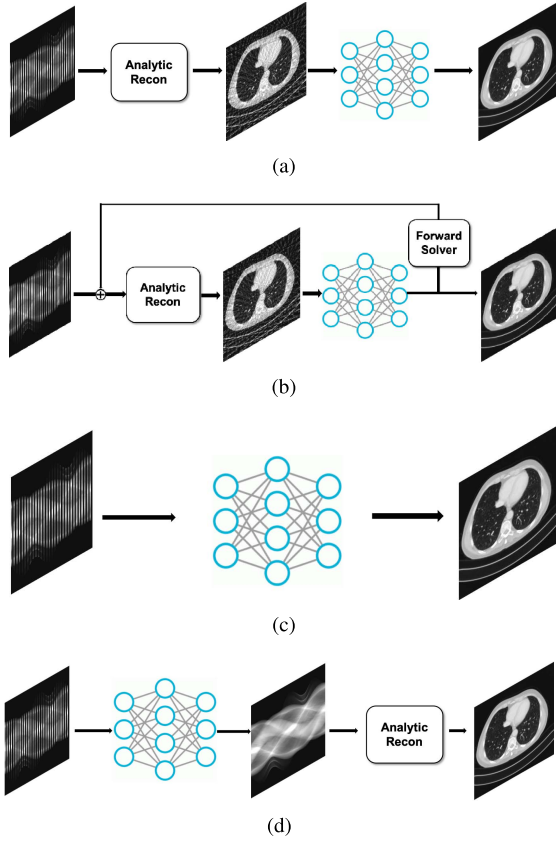 Analytic
Recon
(a)
Forward
Solver
Analytic
Recon
(b)
(c)
Analytic
Recon
(d)